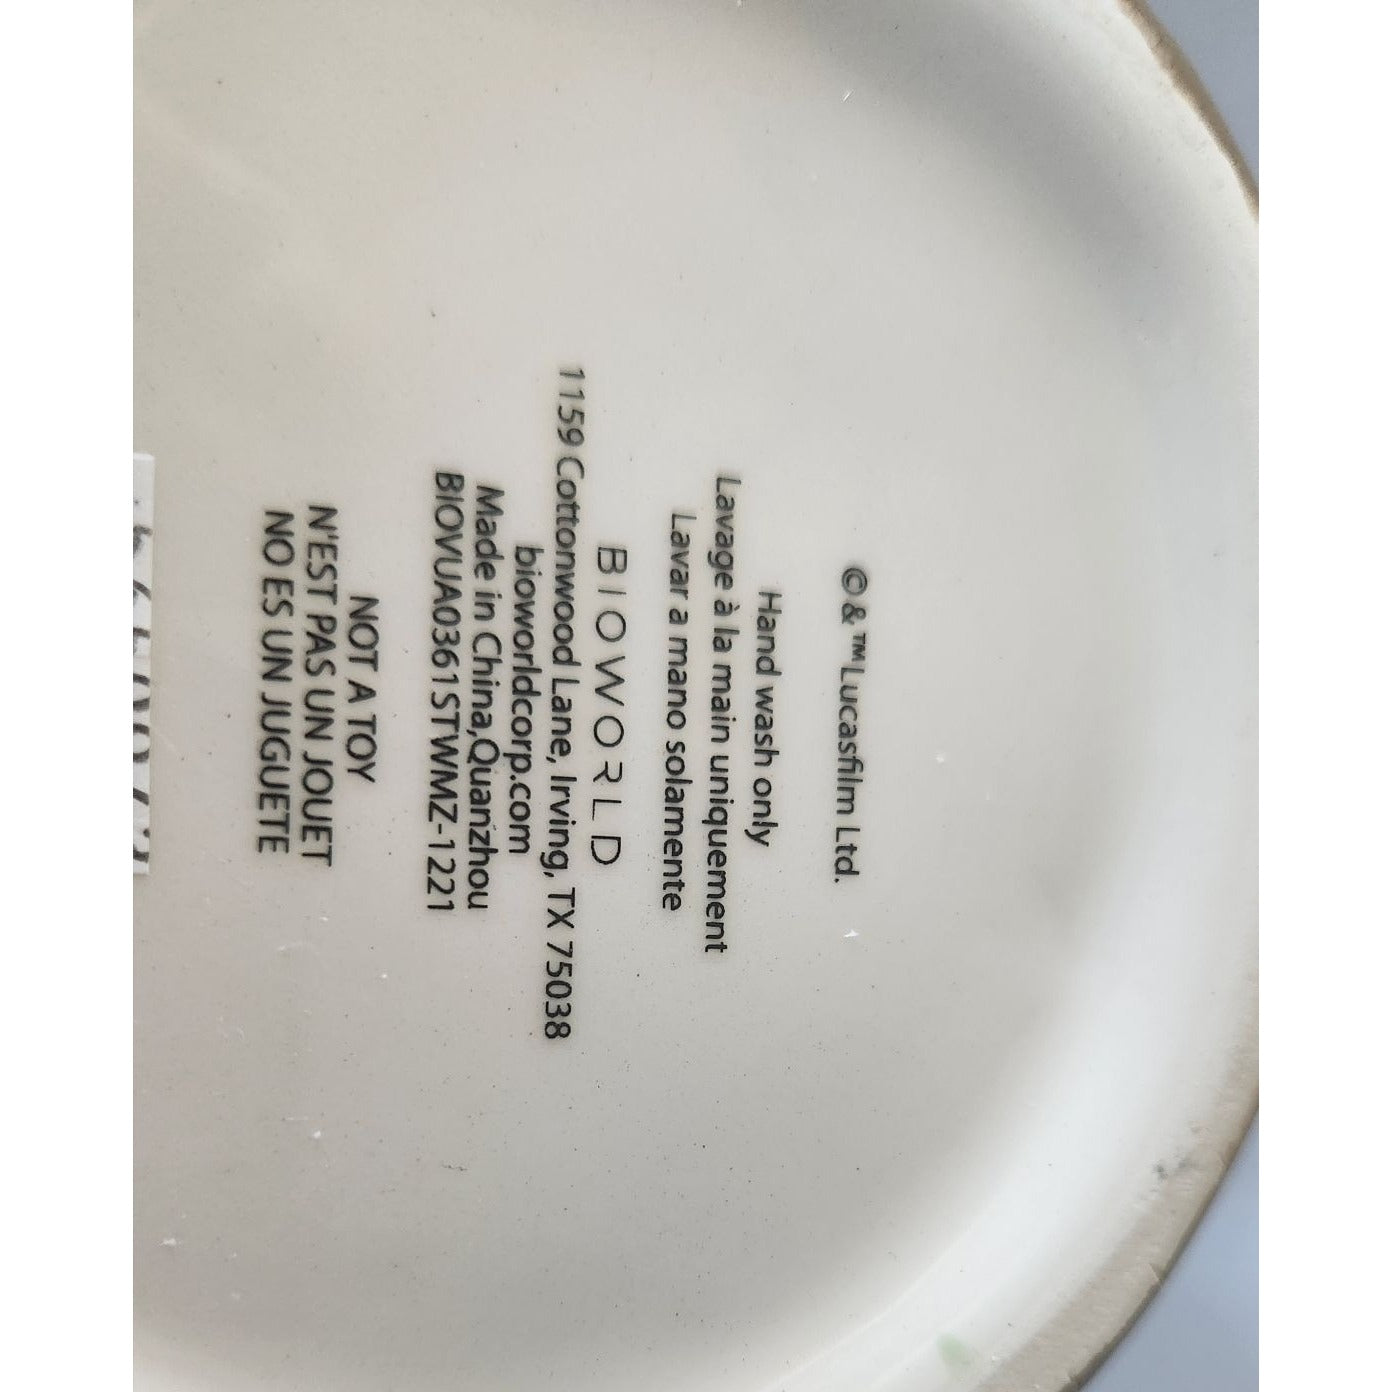 ©&™Lucasfilm Ltd.
Hand wash only
Lavage à la main uniquement
Lavar a mano solamente
BIOWORLD
1159 Cottonwood Lane, Irving, TX 75038
bioworldcorp.com
Made in China,Quanzhou
BIOVUA0361STWMZ-1221
NOT A TOY
N'EST PAS UN JOUET
NO ES UN JUGUETE